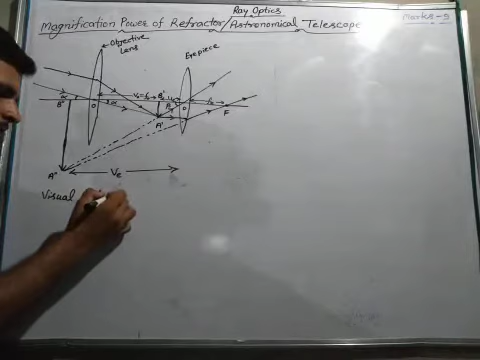 Ray Optics
Magnification Power of Refractor/Astronomical Telescope
Marks-5
Objective
Lens
Eyepiece
α
B"
O
α
B'
β
O
F
A'
A"
Ve
Visual